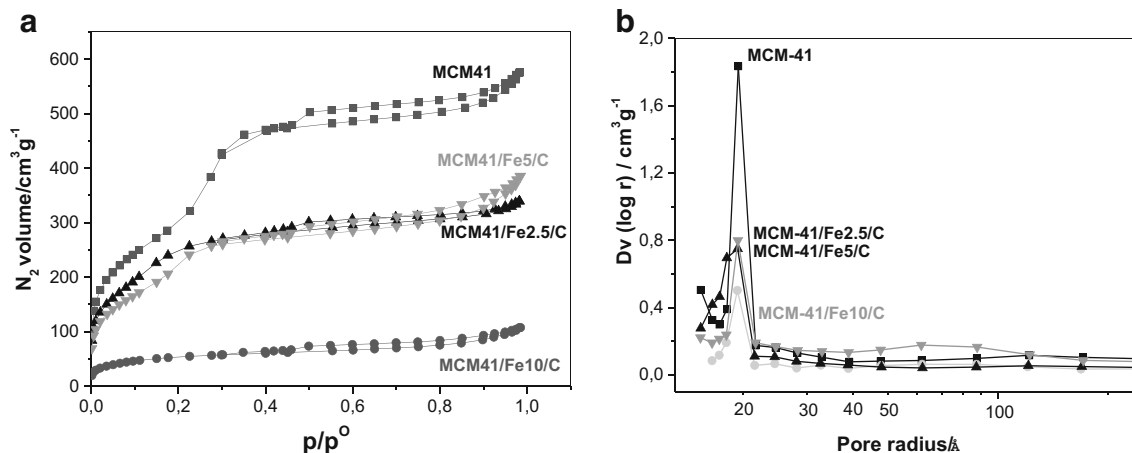 a
N2 volume/cm3g-1
600
500
400
300
200
100
0
0,0
0,2
0,4
0,6
0,8
1,0
p/pO
MCM41
MCM41/Fe5/C
MCM41/Fe2.5/C
MCM41/Fe10/C
b
Dv (log r) / cm3g-1
2,0
1,6
1,2
0,8
0,4
0,0
20
30
40
50
100
Pore radius/Å
MCM-41
MCM-41/Fe2.5/C
MCM-41/Fe5/C
MCM-41/Fe10/C